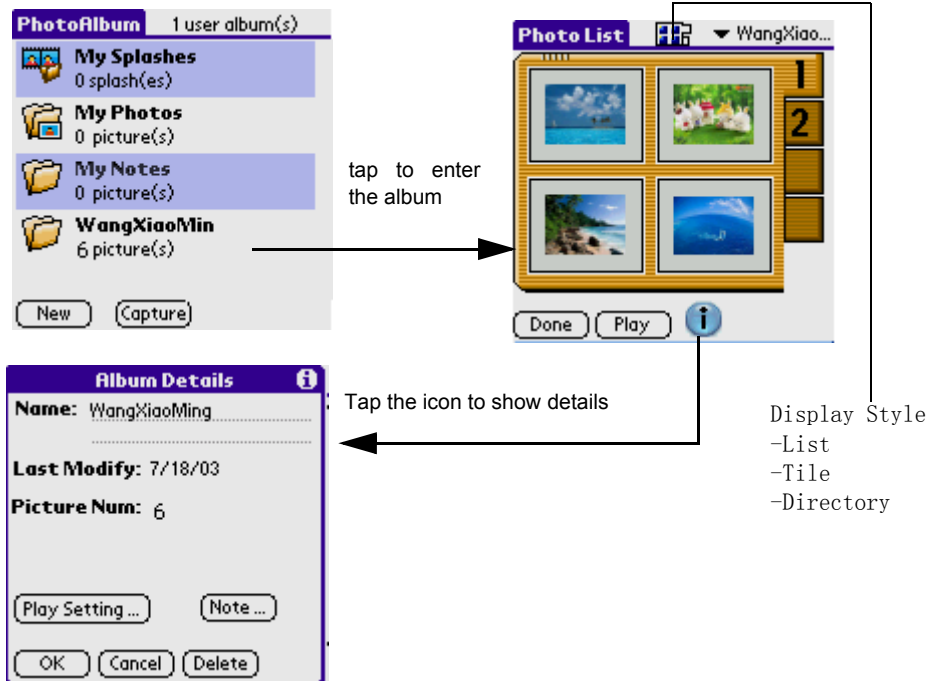 PhotoAlbum 1 user album(s)
My Splashes
0 splash(es)
My Photos
0 picture(s)
My Notes
0 picture(s)
WangXiaoMin
6 picture(s)
New Capture
tap to enter
the album
Photo List WangXiao...
1
2
Done Play i
Album Details i
Name: WangXiaoMing
Last Modify: 7/18/03
Picture Num: 6
Play Setting ... Note ...
OK Cancel Delete
Tap the icon to show details
Display Style
-List
-Tile
-Directory